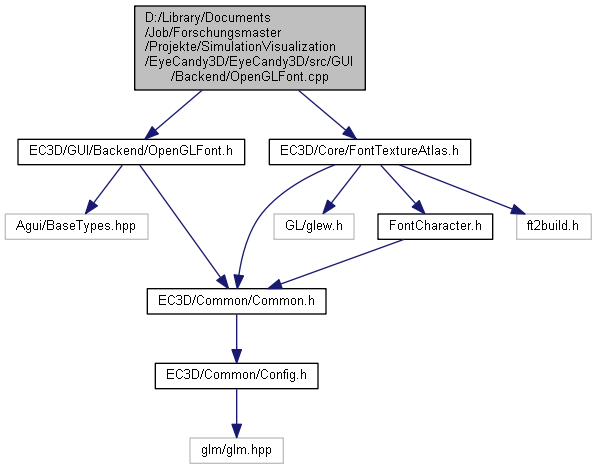 D:/Library/Documents
/Job/Forschungsmaster
/Projekte/SimulationVisualization
/EyeCandy3D/EyeCandy3D/src/GUI
/Backend/OpenGLFont.cpp
EC3D/GUI/Backend/OpenGLFont.h
EC3D/Core/FontTextureAtlas.h
Agui/BaseTypes.hpp
GL/glew.h
FontCharacter.h
ft2build.h
EC3D/Common/Common.h
EC3D/Common/Config.h
glm/glm.hpp